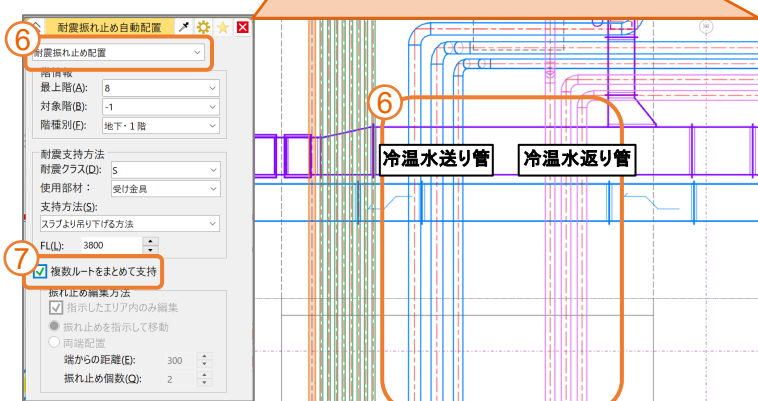 耐震振れ止め自動配置
⑥
耐震振れ止め配置
階情報
最上階(A): 8
対象階(B): -1
階種別(F): 地下・1階
耐震支持方法
耐震クラス(D): S
使用部材： 受け金具
支持方法(S):
スラブより吊り下げる方法
FL(L): 3800
⑦
複数ルートをまとめて支持
振れ止め編集方法
指示したエリア内のみ編集
振れ止めを指示して移動
両端配置
端からの距離(E): 300
振れ止め個数(Q): 2
⑥
冷温水送り管 冷温水返り管